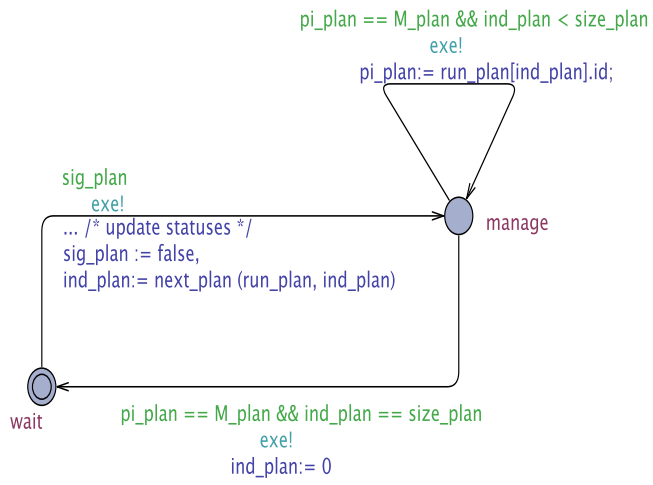 pi_plan == M_plan && ind_plan < size_plan
exe!
pi_plan:= run_plan[ind_plan].id;
sig_plan
exe!
... /* update statuses */
sig_plan := false,
ind_plan:= next_plan (run_plan, ind_plan)
manage
wait
pi_plan == M_plan && ind_plan == size_plan
exe!
ind_plan:= 0